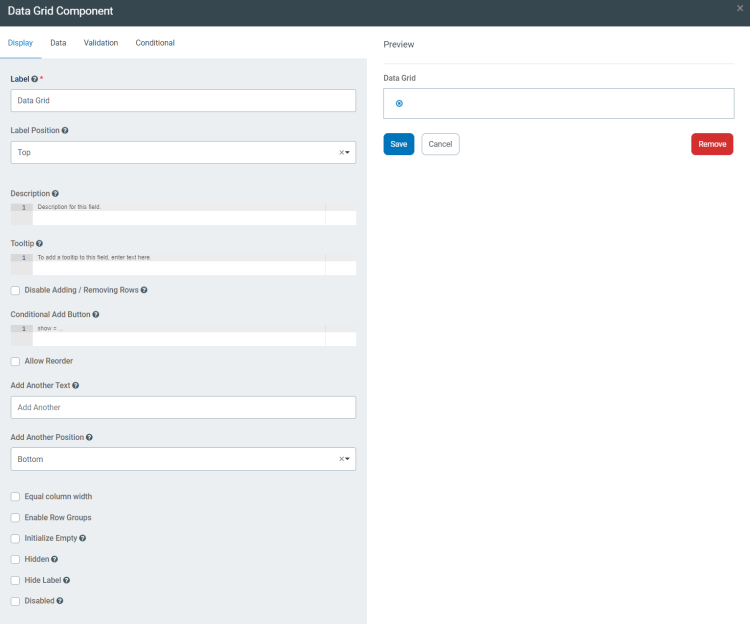 Data Grid Component
Display Data Validation Conditional
Label *
Data Grid
Label Position
Top
Description
1 Description for this field.
Tooltip
1 To add a tooltip to this field, enter text here.
Disable Adding / Removing Rows
Conditional Add Button
1 show = ...
Allow Reorder
Add Another Text
Add Another
Add Another Position
Bottom
Equal column width
Enable Row Groups
Initialize Empty
Hidden
Hide Label
Disabled
Preview
Data Grid
Save Cancel Remove